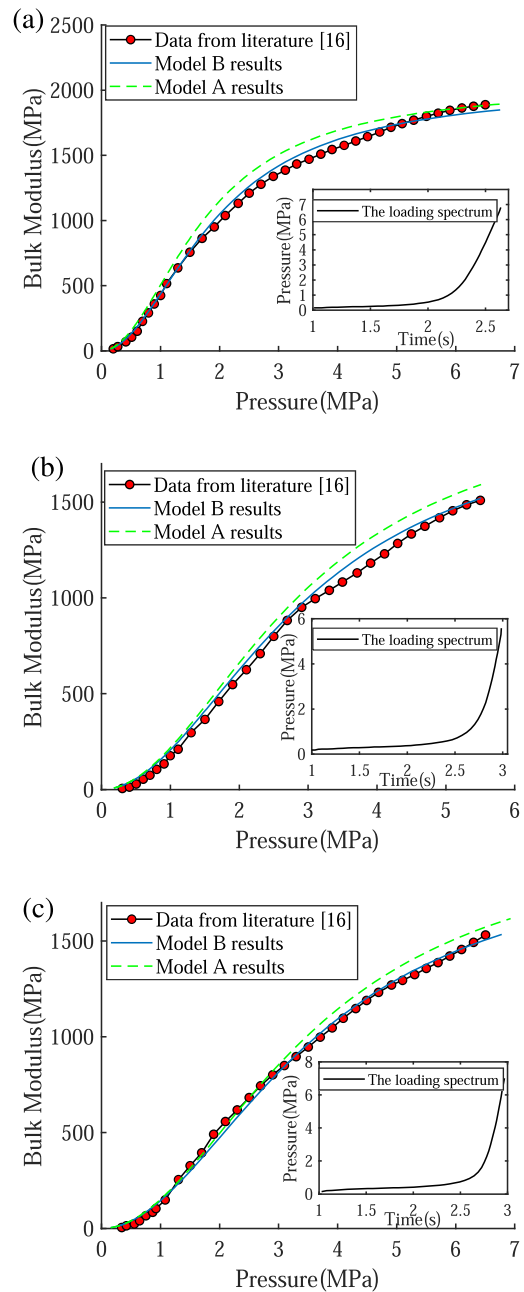 (a)
2500
2000
1500
1000
500
0
Bulk Modulus(MPa)
Data from literature [16]
Model B results
Model A results
7
6
5
4
3
2
1
0
Pressure(MPa)
The loading spectrum
1 1.5 2 2.5
Time(s)
0 1 2 3 4 5 6 7
Pressure(MPa)
(b)
1500
1000
500
0
Bulk Modulus(MPa)
Data from literature [16]
Model B results
Model A results
6
4
2
0
Pressure(MPa)
The loading spectrum
1 1.5 2 2.5 3
Time(s)
0 1 2 3 4 5 6
Pressure(MPa)
(c)
1500
1000
500
0
Bulk Modulus(MPa)
Data from literature [16]
Model B results
Model A results
8
6
4
2
0
Pressure(MPa)
The loading spectrum
1 1.5 2 2.5 3
Time(s)
0 1 2 3 4 5 6 7
Pressure(MPa)